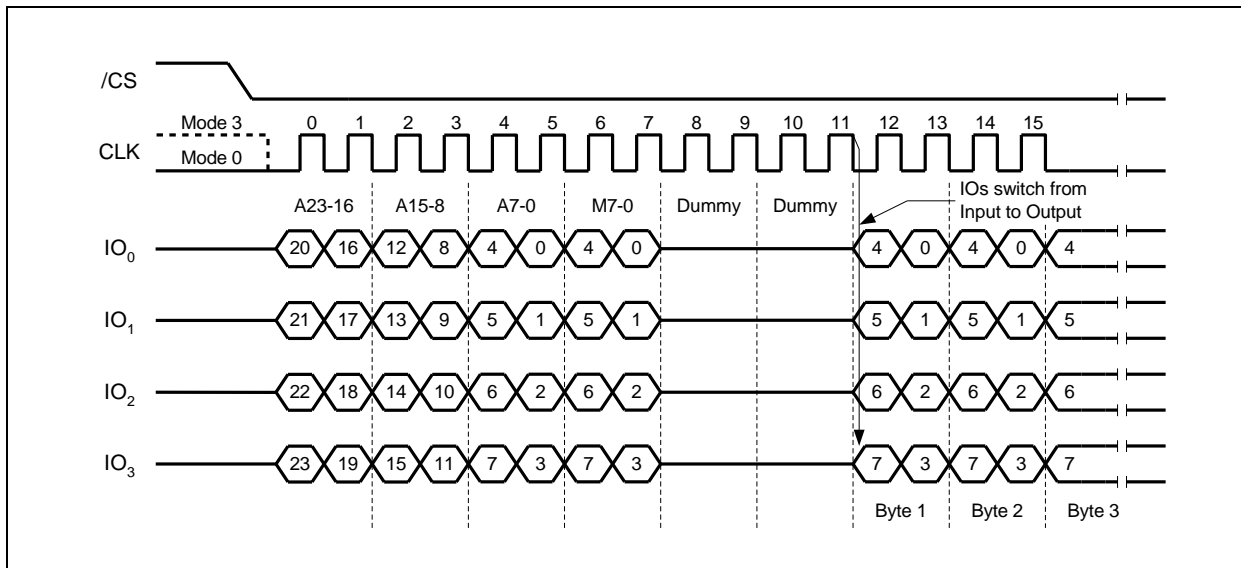 /CS
Mode 3
0 1 2 3 4 5 6 7 8 9 10 11 12 13 14 15
CLK
Mode 0
IOs switch from
Input to Output
A23-16 A15-8 A7-0 M7-0 Dummy Dummy
IO0 20 16 12 8 4 0 4 0 4 0 4 0 4
IO1 21 17 13 9 5 1 5 1 5 1 5 1 5
IO2 22 18 14 10 6 2 6 2 6 2 6 2 6
IO3 23 19 15 11 7 3 7 3 7 3 7 3 7
Byte 1 Byte 2 Byte 3